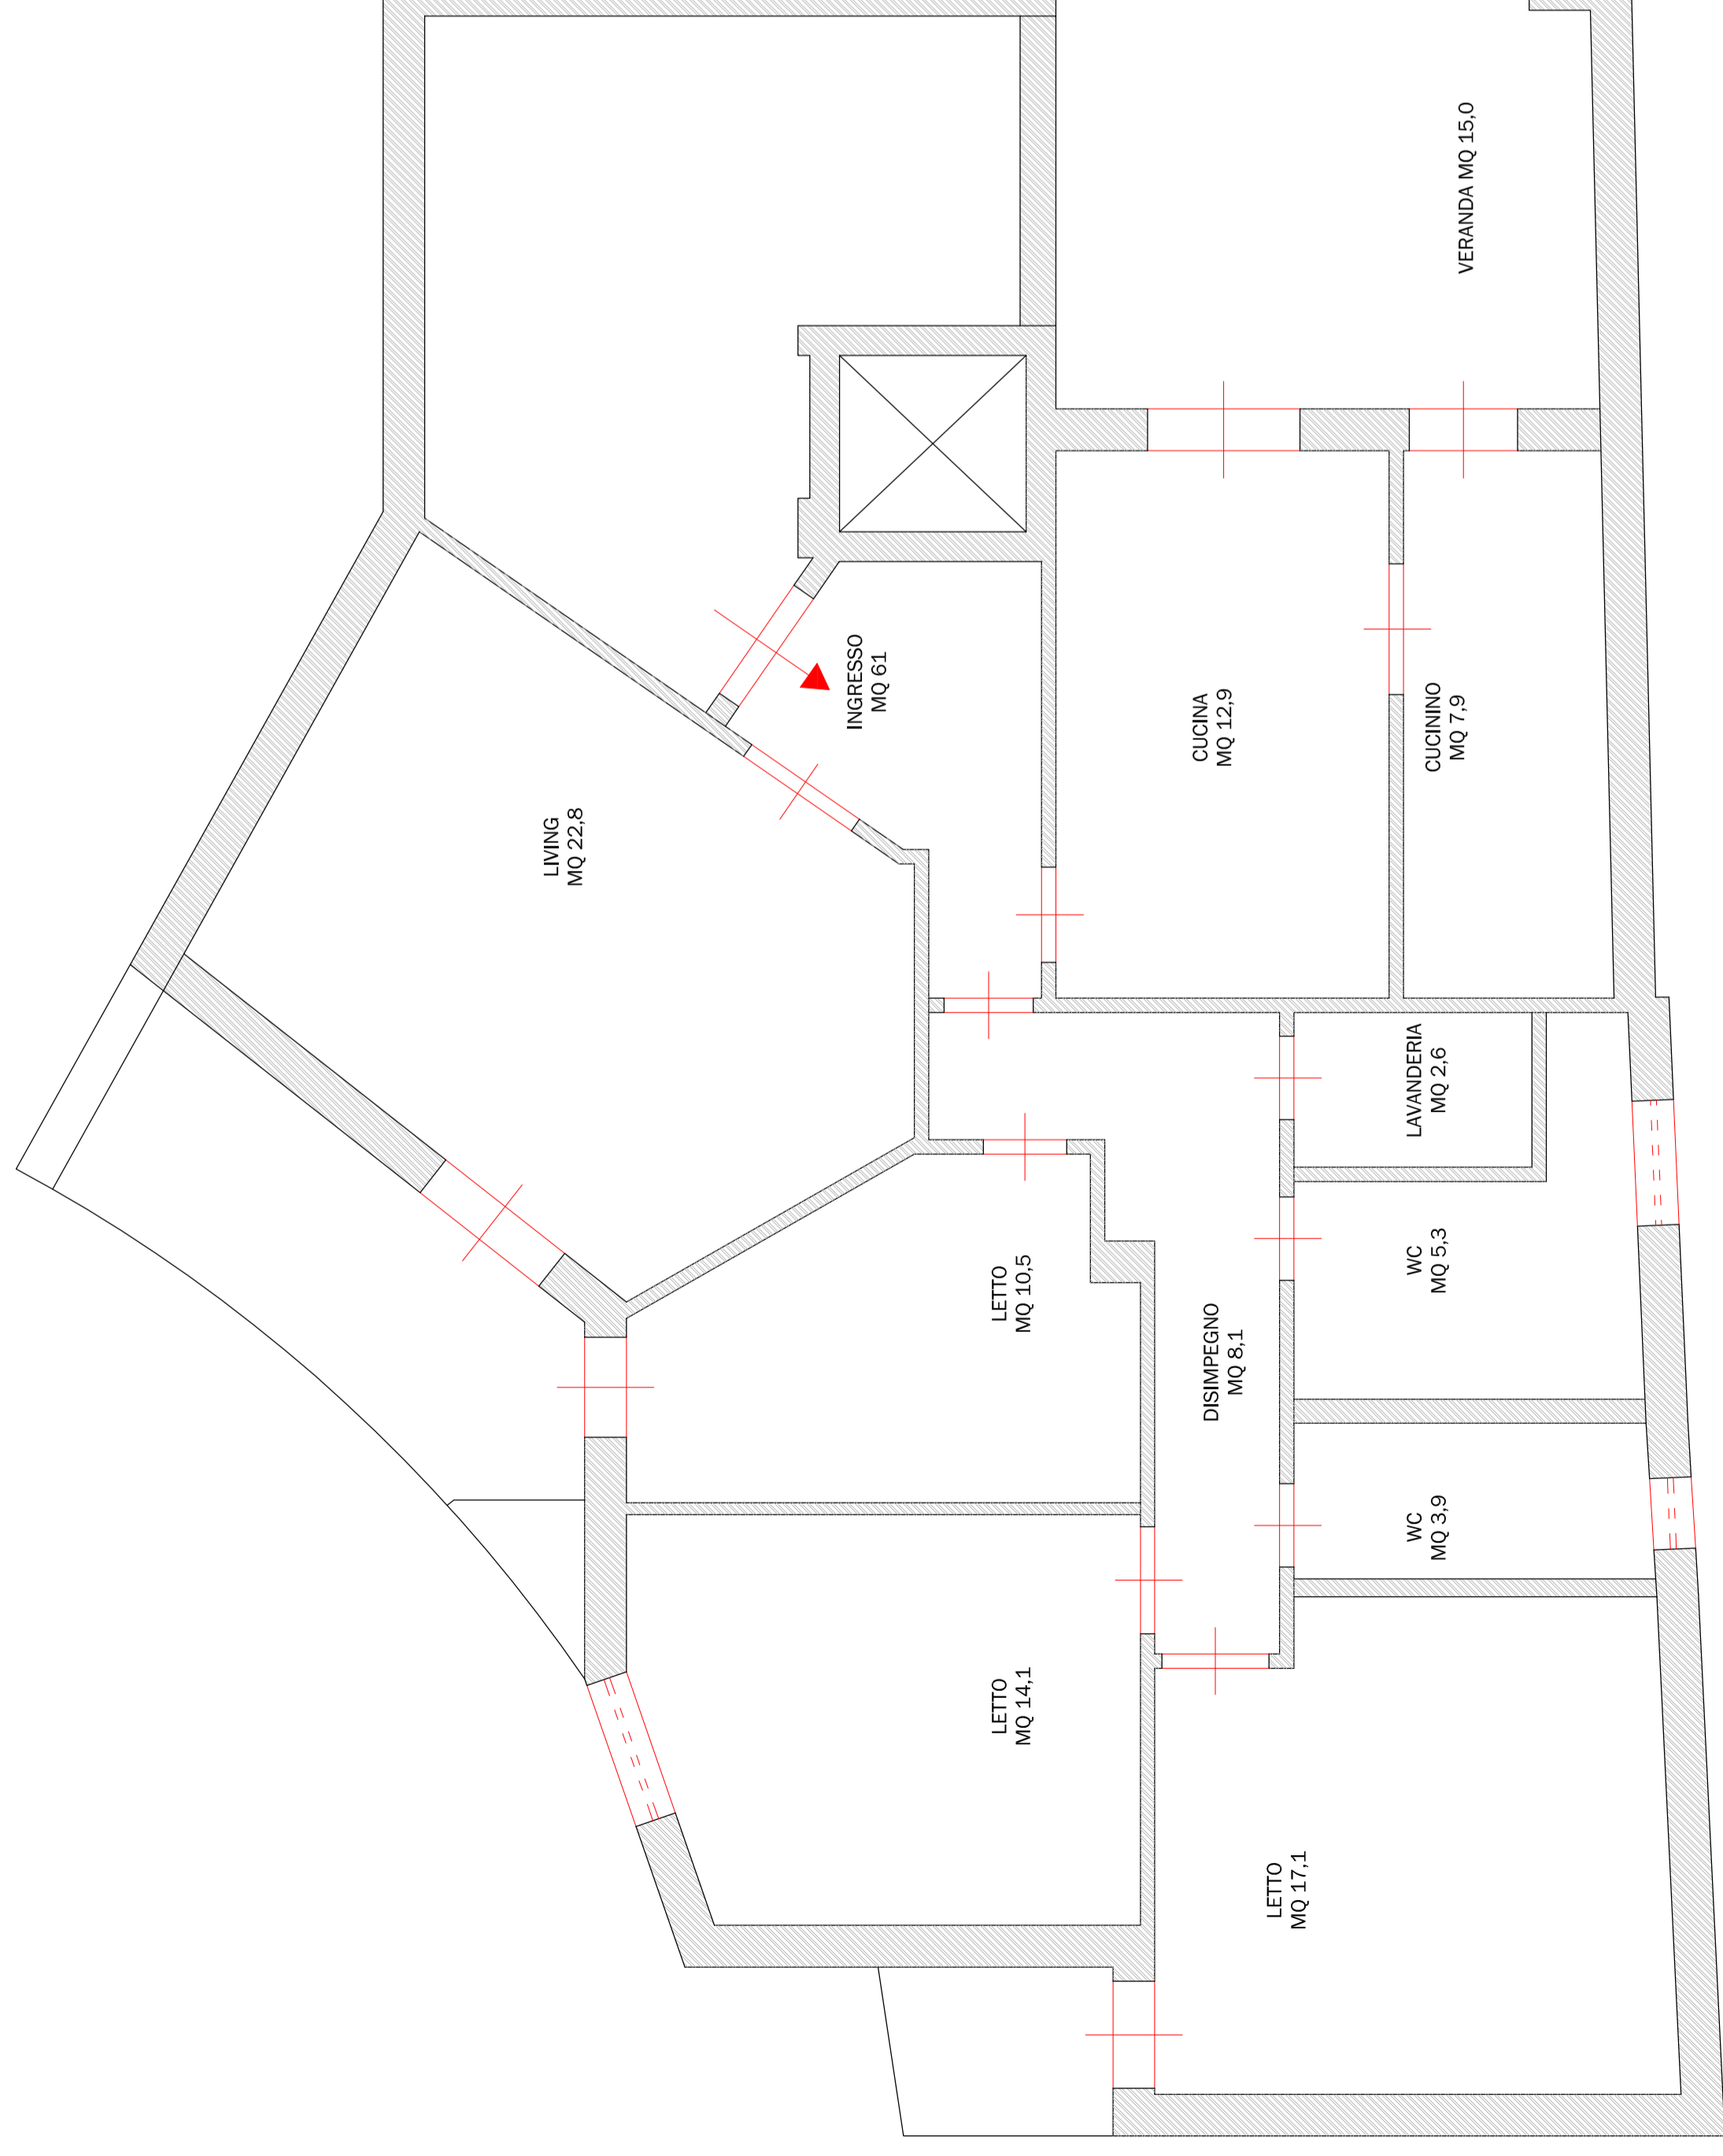 VERANDA MQ 15,0
INGRESSO
MQ 61
LIVING
MQ 22,8
CUCINA
MQ 12,9
CUCININO
MQ 7,9
LAVANDERIA
MQ 2,6
LETTO
MQ 10,5
DISIMPEGNO
MQ 8,1
WC
MQ 5,3
WC
MQ 3,9
LETTO
MQ 14,1
LETTO
MQ 17,1